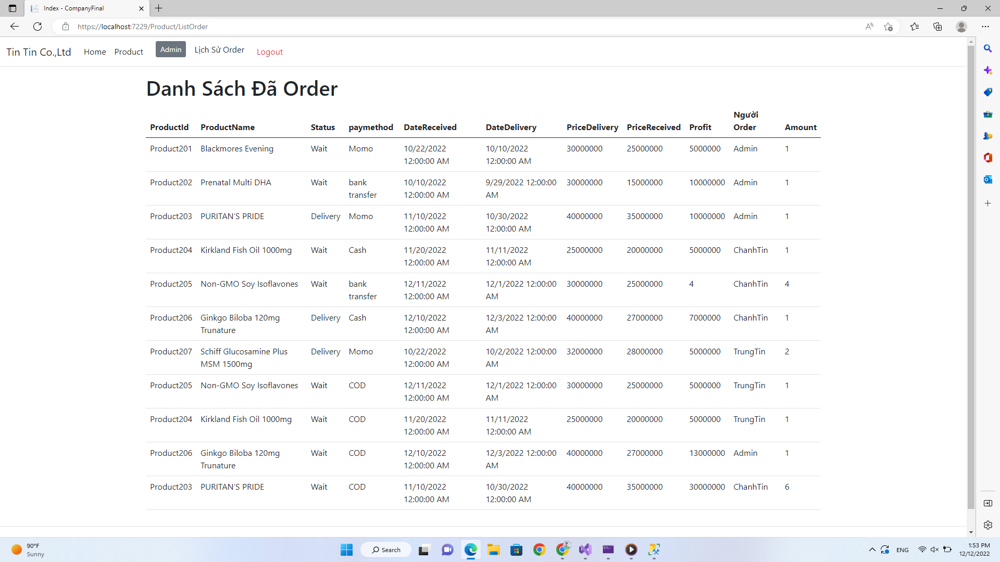 Index - CompanyFinal
https://localhost:7229/Product/ListOrder
Tin Tin Co.,Ltd Home Product Admin Lịch Sử Order Logout
Danh Sách Đã Order
ProductId ProductName Status paymethod DateReceived DateDelivery PriceDelivery PriceReceived Profit Người Order Amount
Product201 Blackmores Evening Wait Momo 10/22/2022 10/10/2022 30000000 25000000 5000000 Admin 1
12:00:00 AM 12:00:00 AM
Product202 Prenatal Multi DHA Wait bank 10/10/2022 9/29/2022 12:00:00 30000000 15000000 10000000 Admin 1
transfer 12:00:00 AM AM
Product203 PURITAN’S PRIDE Delivery Momo 11/10/2022 10/30/2022 40000000 35000000 10000000 Admin 1
12:00:00 AM 12:00:00 AM
Product204 Kirkland Fish Oil 1000mg Wait Cash 11/20/2022 11/11/2022 25000000 20000000 5000000 ChanhTin 1
12:00:00 AM 12:00:00 AM
Product205 Non-GMO Soy Isoflavones Wait bank 12/11/2022 12/1/2022 12:00:00 30000000 25000000 4 ChanhTin 4
transfer 12:00:00 AM AM
Product206 Ginkgo Biloba 120mg Delivery Cash 12/10/2022 12/3/2022 12:00:00 40000000 27000000 7000000 ChanhTin 1
Trunature 12:00:00 AM AM
Product207 Schiff Glucosamine Plus Delivery Momo 10/22/2022 10/2/2022 12:00:00 32000000 28000000 5000000 TrungTin 2
MSM 1500mg 12:00:00 AM AM
Product205 Non-GMO Soy Isoflavones Wait COD 12/11/2022 12/1/2022 12:00:00 30000000 25000000 5000000 TrungTin 1
12:00:00 AM AM
Product204 Kirkland Fish Oil 1000mg Wait COD 11/20/2022 11/11/2022 25000000 20000000 5000000 TrungTin 1
12:00:00 AM 12:00:00 AM
Product206 Ginkgo Biloba 120mg Wait COD 12/10/2022 12/3/2022 12:00:00 40000000 27000000 13000000 Admin 1
Trunature 12:00:00 AM AM
Product203 PURITAN’S PRIDE Wait COD 11/10/2022 10/30/2022 40000000 35000000 30000000 ChanhTin 6
12:00:00 AM 12:00:00 AM
90°F
Sunny
Search
ENG
1:53 PM
12/12/2022